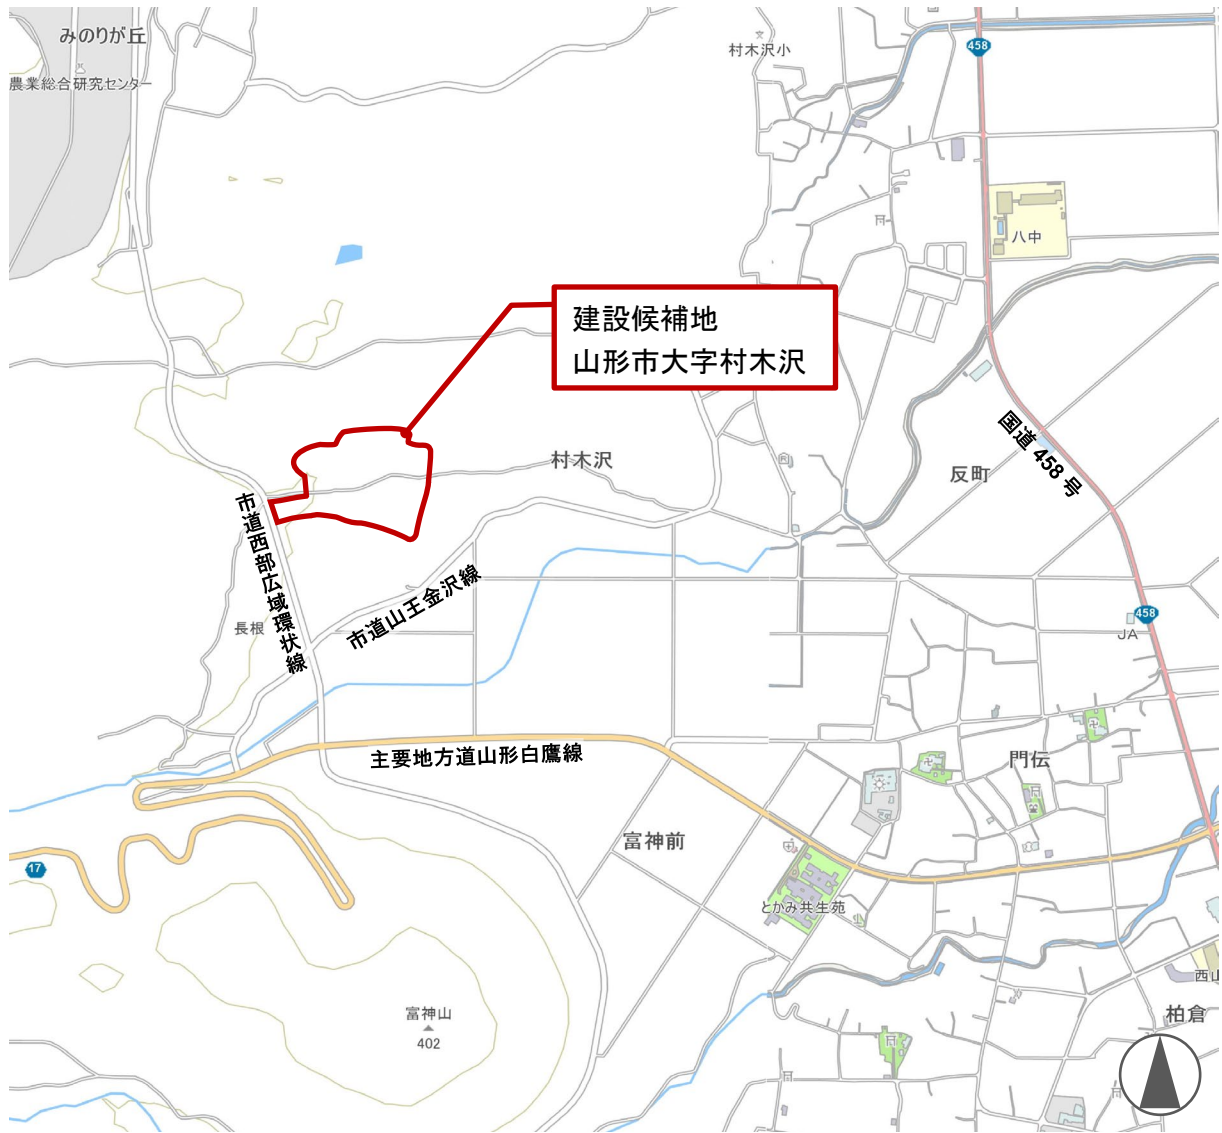 みのりが丘
農業総合研究センター
村木沢小
458
八中
建設候補地
山形市大字村木沢
村木沢
反町
国道 458 号
市道西部広域環状線
市道山王金沢線
長根
458
JA
主要地方道山形白鷹線
門伝
富神前
17
とかみ共生苑
西山
柏倉
富神山
402